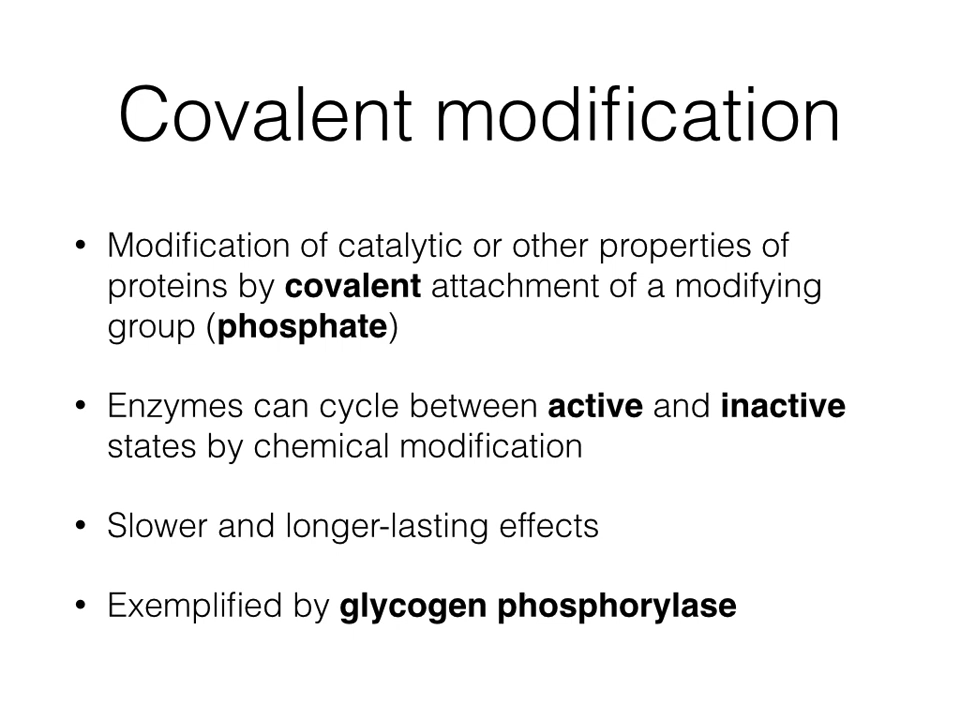 Covalent modification
• Modification of catalytic or other properties of
proteins by covalent attachment of a modifying
group (phosphate)
• Enzymes can cycle between active and inactive
states by chemical modification
• Slower and longer-lasting effects
• Exemplified by glycogen phosphorylase